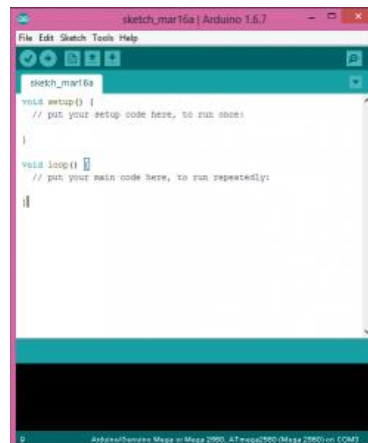 sketch_mar16a | Arduino 1.6.7
File Edit Sketch Tools Help
sketch_mar16a
void setup() {
  // put your setup code here, to run once:
}
void loop() {
  // put your main code here, to run repeatedly:
}
9 Arduino/Genuino Mega or Mega 2560, ATmega2560 (Mega 2560) on COM3